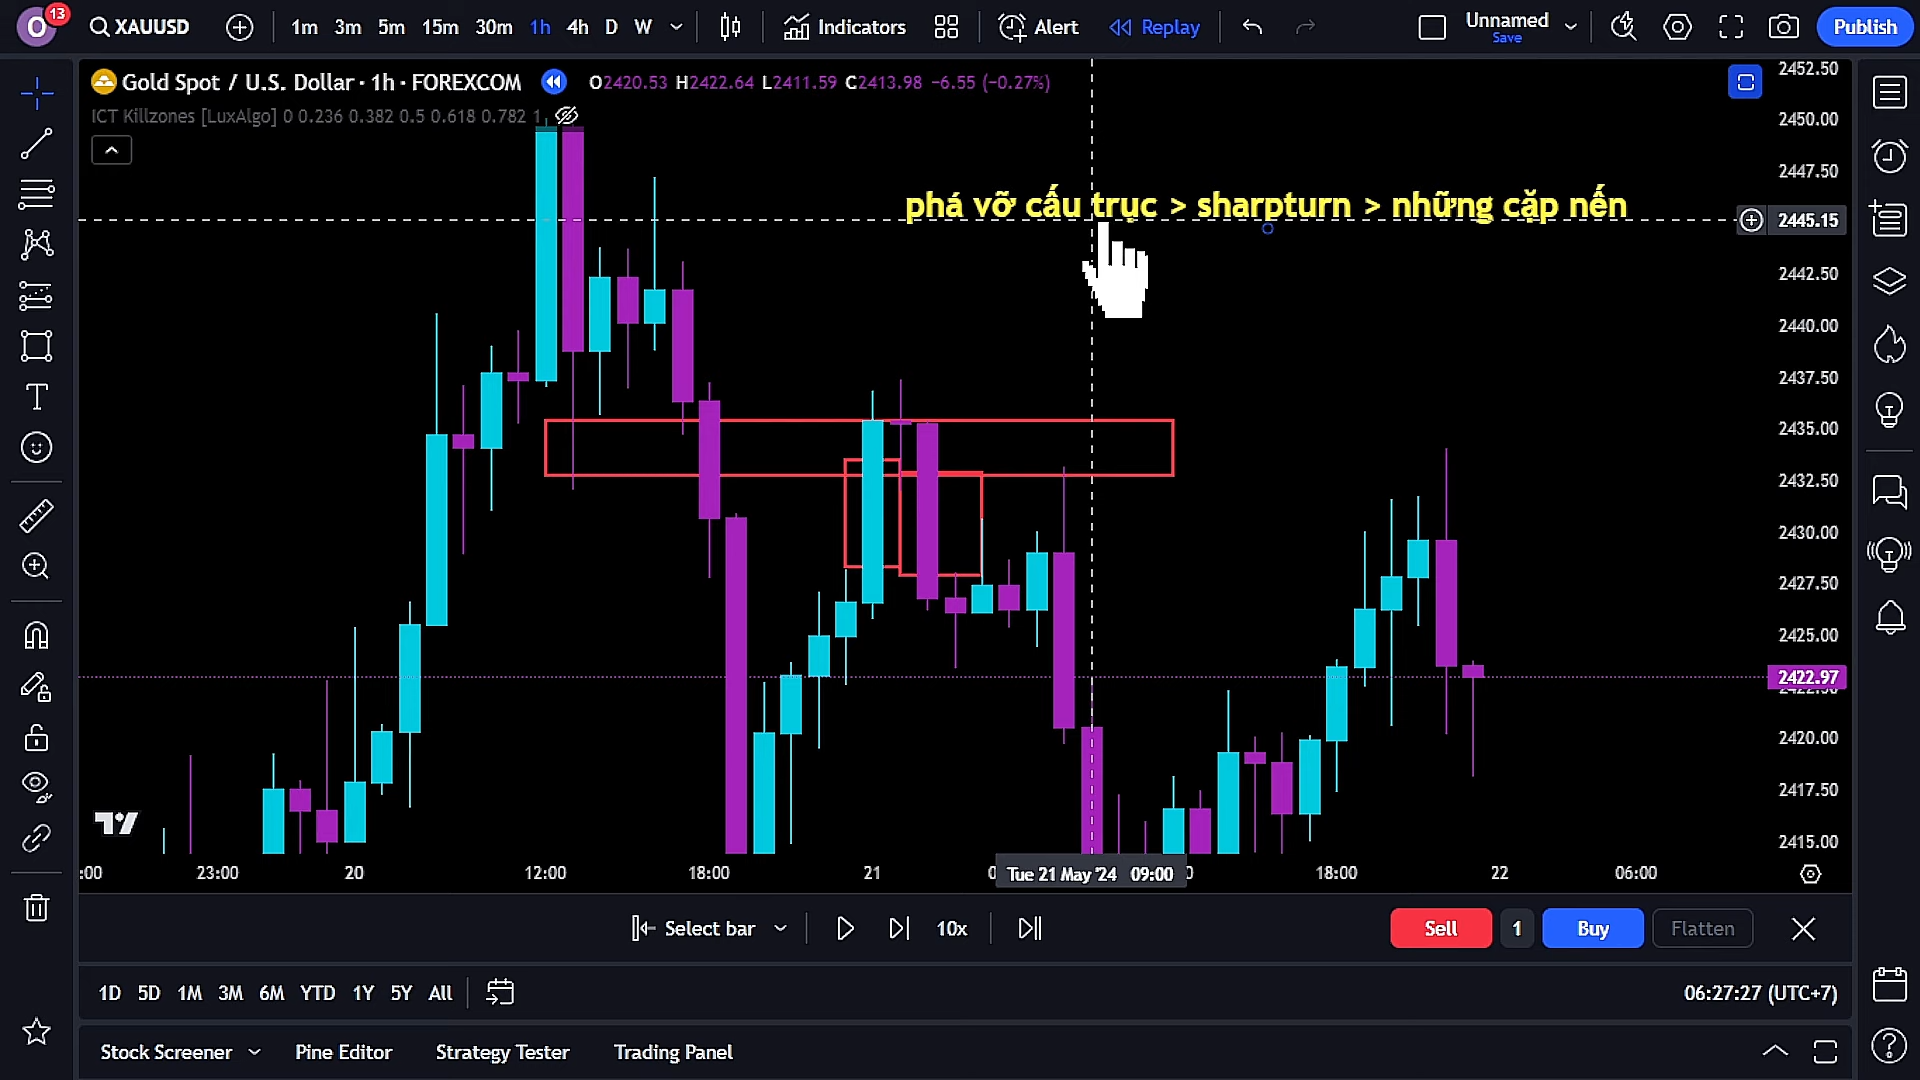 O
13
XAUUSD
1m 3m 5m 15m 30m 1h 4h D W
Indicators
Alert
Replay
Unnamed
Save
Publish
Gold Spot / U.S. Dollar · 1h · FOREXCOM
O2420.53 H2422.64 L2411.59 C2413.98 −6.55 (−0.27%)
ICT Killzones [LuxAlgo] 0 0.236 0.382 0.5 0.618 0.782 1
phá vỡ cấu trục > sharpturn > những cặp nến
2452.50
2450.00
2447.50
2445.15
2442.50
2440.00
2437.50
2435.00
2432.50
2430.00
2427.50
2425.00
2422.97
2420.00
2417.50
2415.00
:00 23:00 20 12:00 18:00 21 Tue 21 May '24 09:00 18:00 22 06:00
Select bar
10x
Sell
1
Buy
Flatten
1D 5D 1M 3M 6M YTD 1Y 5Y All
06:27:27 (UTC+7)
Stock Screener
Pine Editor
Strategy Tester
Trading Panel